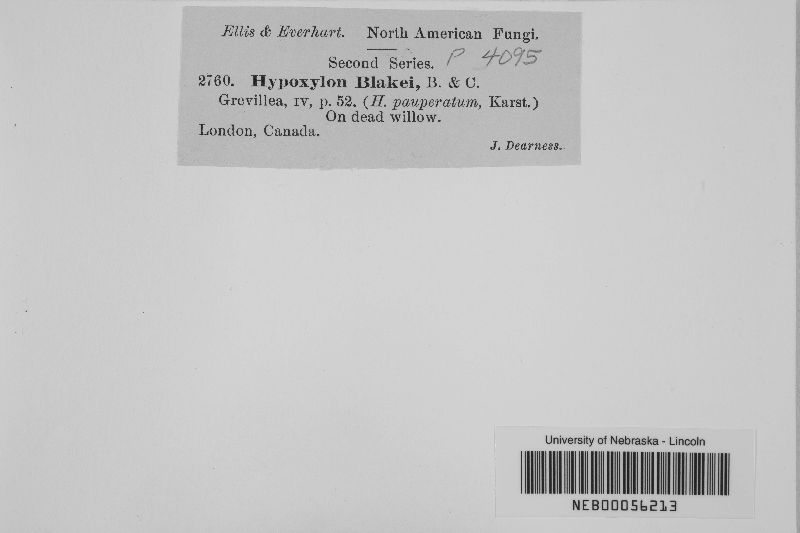 Ellis & Everhart. North American Fungi.
Second Series. P 4095
2760. Hypoxylon Blakei, B. & C.
Grevillea, IV, p. 52. (H. pauperatum, Karst.)
On dead willow.
London, Canada.
J. Dearness.
University of Nebraska - Lincoln
NEB00056213